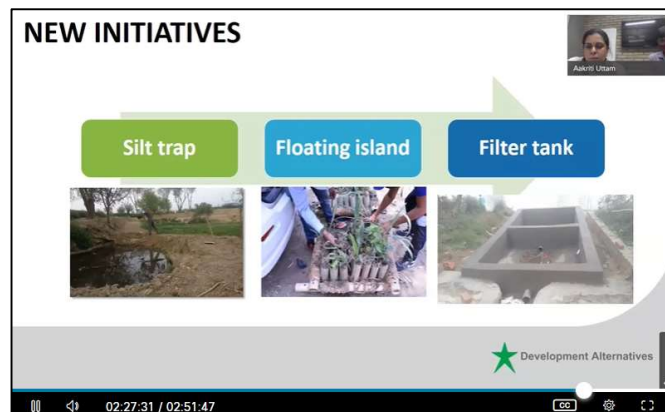 NEW INITIATIVES
Aakriti Uttam
Silt trap
Floating island
Filter tank
Development Alternatives
02:27:31 / 02:51:47
CC